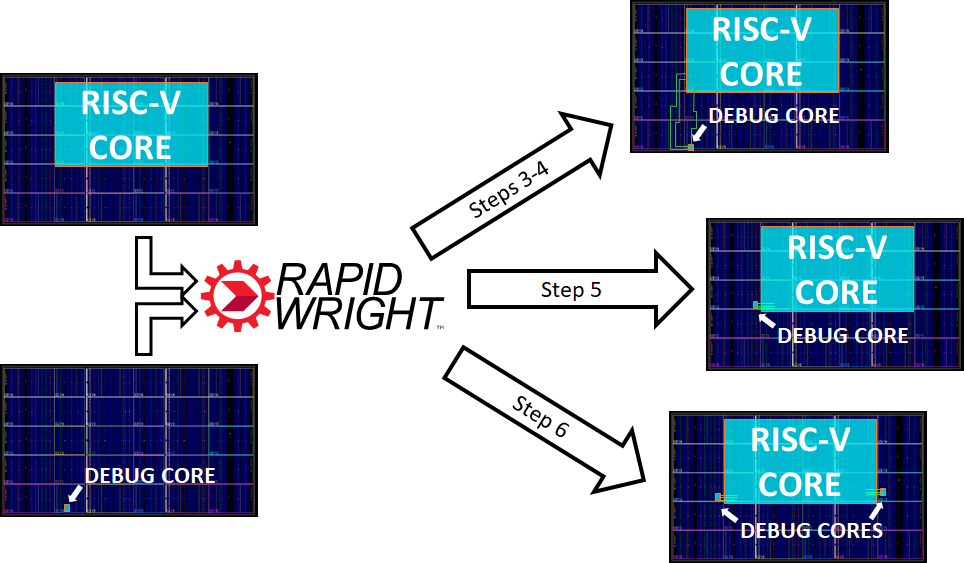 RISC-V
CORE
DEBUG CORE
RAPID
WRIGHT™
Steps 3-4
Step 5
Step 6
RISC-V
CORE
DEBUG CORE
RISC-V
CORE
DEBUG CORE
RISC-V
CORE
DEBUG CORES